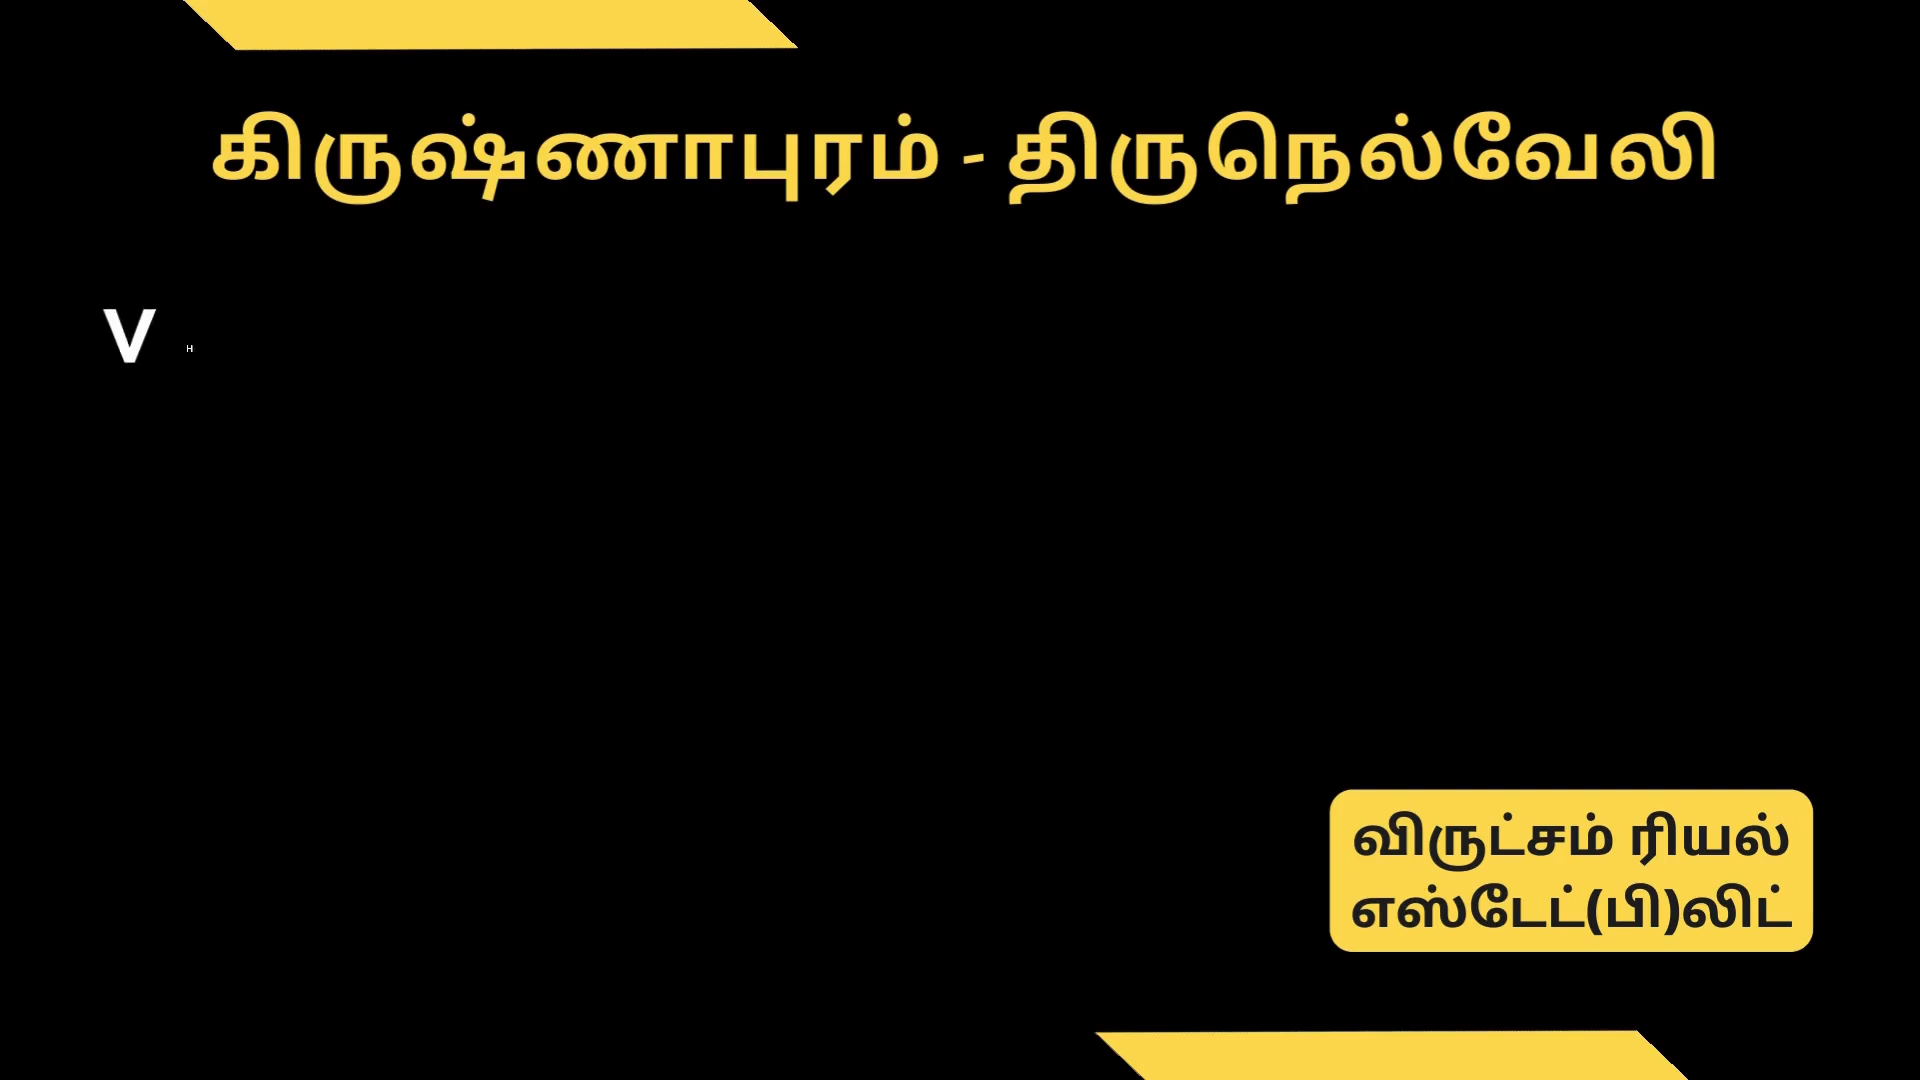 கிருஷ்ணாபுரம் - திருநெல்வேலி
V H
விருட்சம் ரியல்
எஸ்டேட்(பி)லிட்